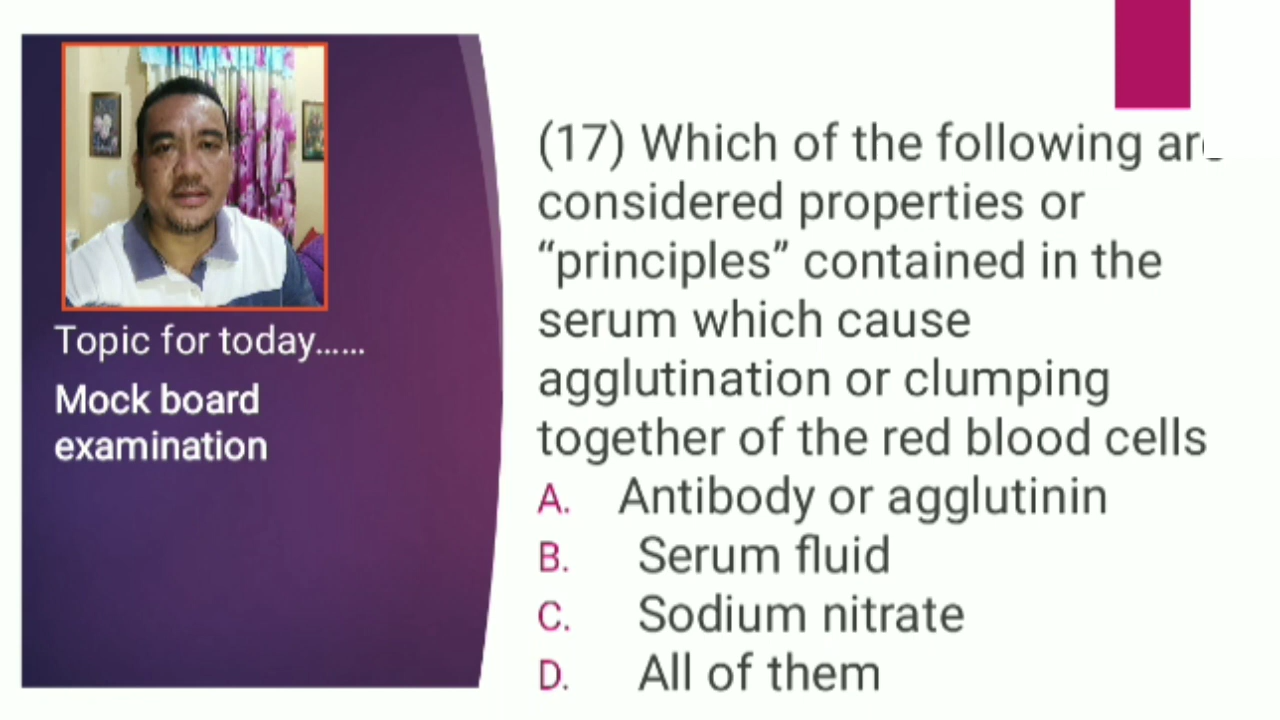 Topic for today......
Mock board
examination
(17) Which of the following are
considered properties or
“principles” contained in the
serum which cause
agglutination or clumping
together of the red blood cells
A. Antibody or agglutinin
B. Serum fluid
C. Sodium nitrate
D. All of them